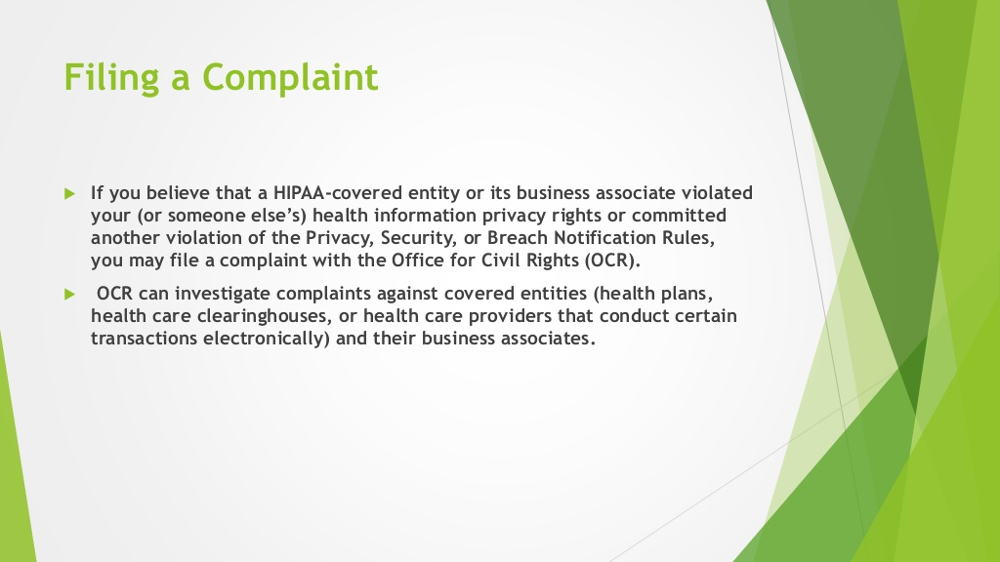 Filing a Complaint
If you believe that a HIPAA-covered entity or its business associate violated
your (or someone else’s) health information privacy rights or committed
another violation of the Privacy, Security, or Breach Notification Rules,
you may file a complaint with the Office for Civil Rights (OCR).
OCR can investigate complaints against covered entities (health plans,
health care clearinghouses, or health care providers that conduct certain
transactions electronically) and their business associates.